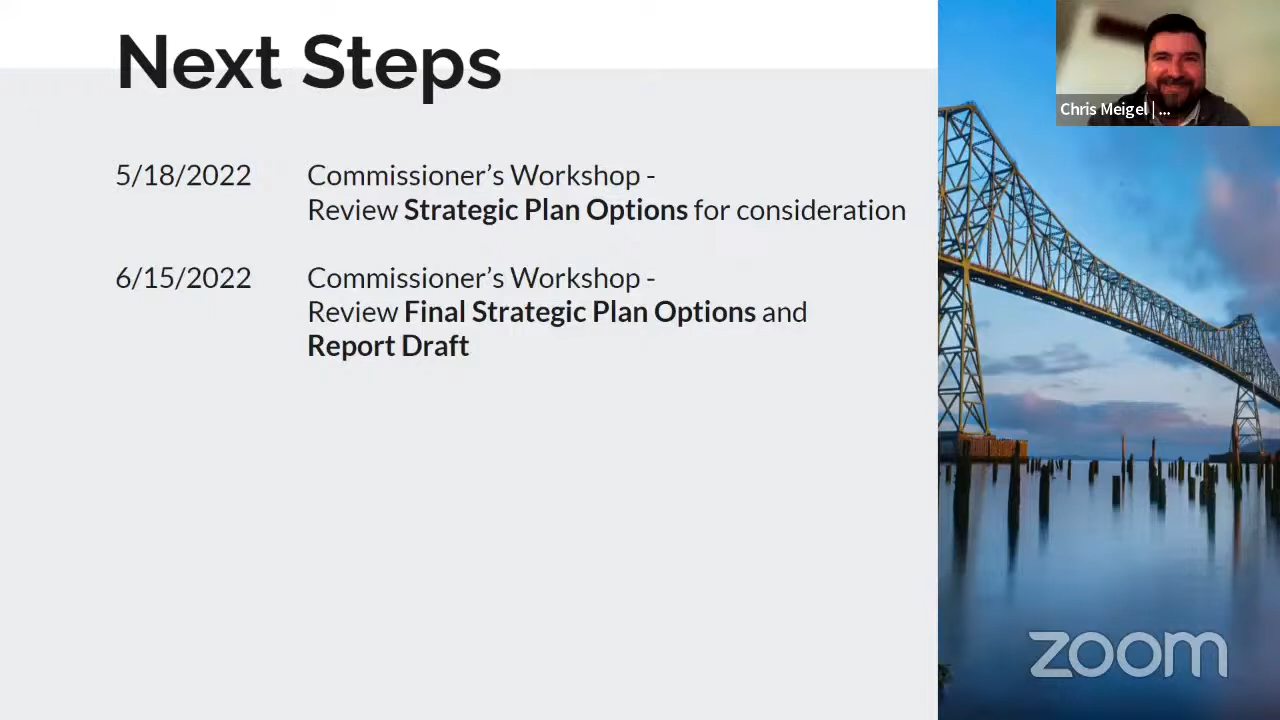 Next Steps
5/18/2022 Commissioner’s Workshop -
Review Strategic Plan Options for consideration
6/15/2022 Commissioner’s Workshop -
Review Final Strategic Plan Options and
Report Draft
Chris Meigel | ...
zoom